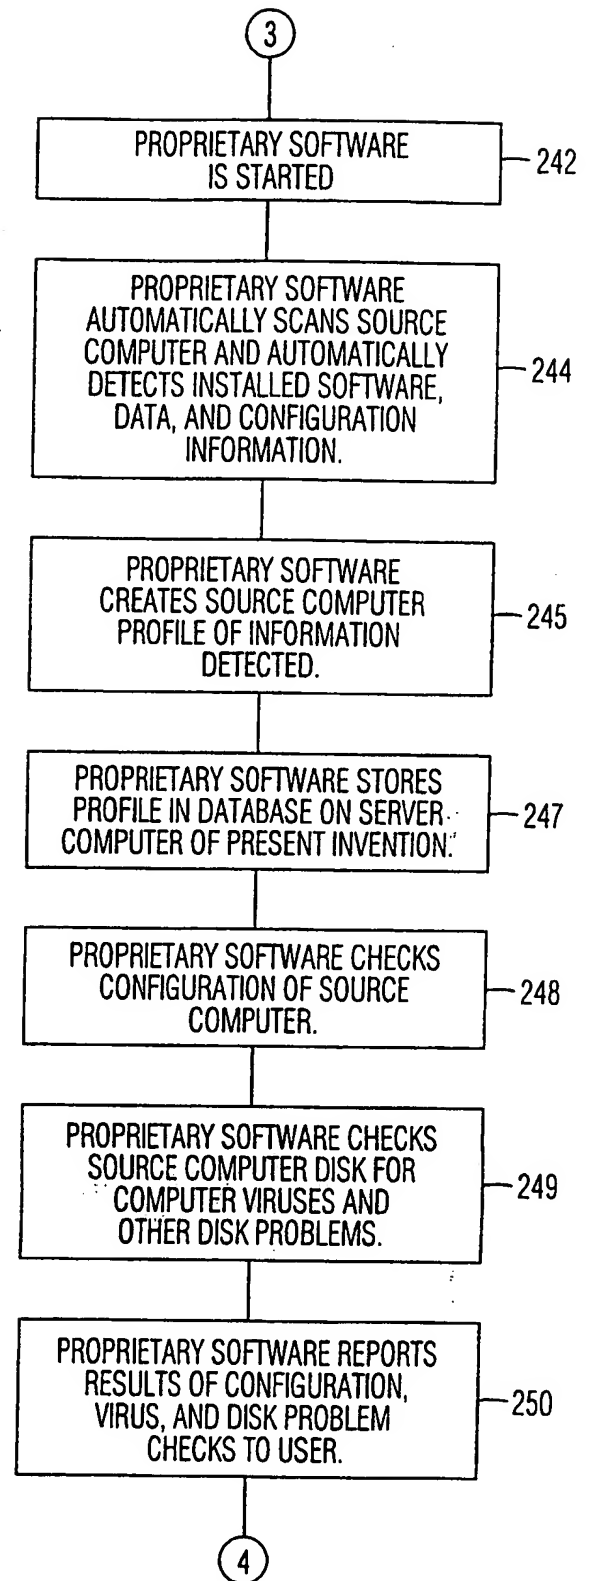 3
PROPRIETARY SOFTWARE
IS STARTED
242
PROPRIETARY SOFTWARE
AUTOMATICALLY SCANS SOURCE
COMPUTER AND AUTOMATICALLY
DETECTS INSTALLED SOFTWARE,
DATA, AND CONFIGURATION
INFORMATION.
244
PROPRIETARY SOFTWARE
CREATES SOURCE COMPUTER
PROFILE OF INFORMATION
DETECTED.
245
PROPRIETARY SOFTWARE STORES
PROFILE IN DATABASE ON SERVER
COMPUTER OF PRESENT INVENTION.
247
PROPRIETARY SOFTWARE CHECKS
CONFIGURATION OF SOURCE
COMPUTER.
248
PROPRIETARY SOFTWARE CHECKS
SOURCE COMPUTER DISK FOR
COMPUTER VIRUSES AND
OTHER DISK PROBLEMS.
249
PROPRIETARY SOFTWARE REPORTS
RESULTS OF CONFIGURATION,
VIRUS, AND DISK PROBLEM
CHECKS TO USER.
250
4